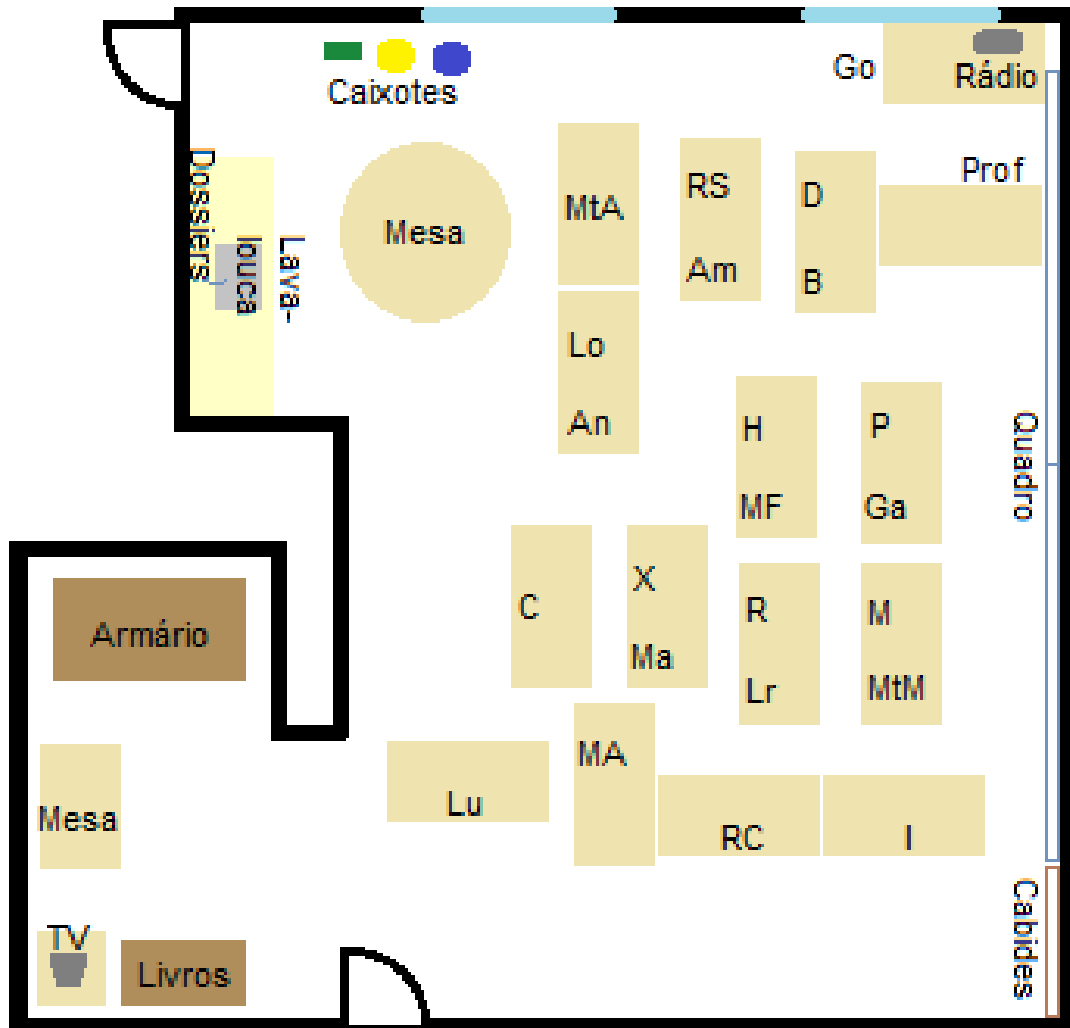 Go
Rádio
Caixotes
Prof
Dossiers
Lava-
louca
Mesa
MtA
RS
Am
D
B
Lo
An
H
MF
P
Ga
Quadro
C
X
Ma
R
Lr
M
MtM
Armário
MA
Mesa
Lu
RC
I
Cabides
TV
Livros